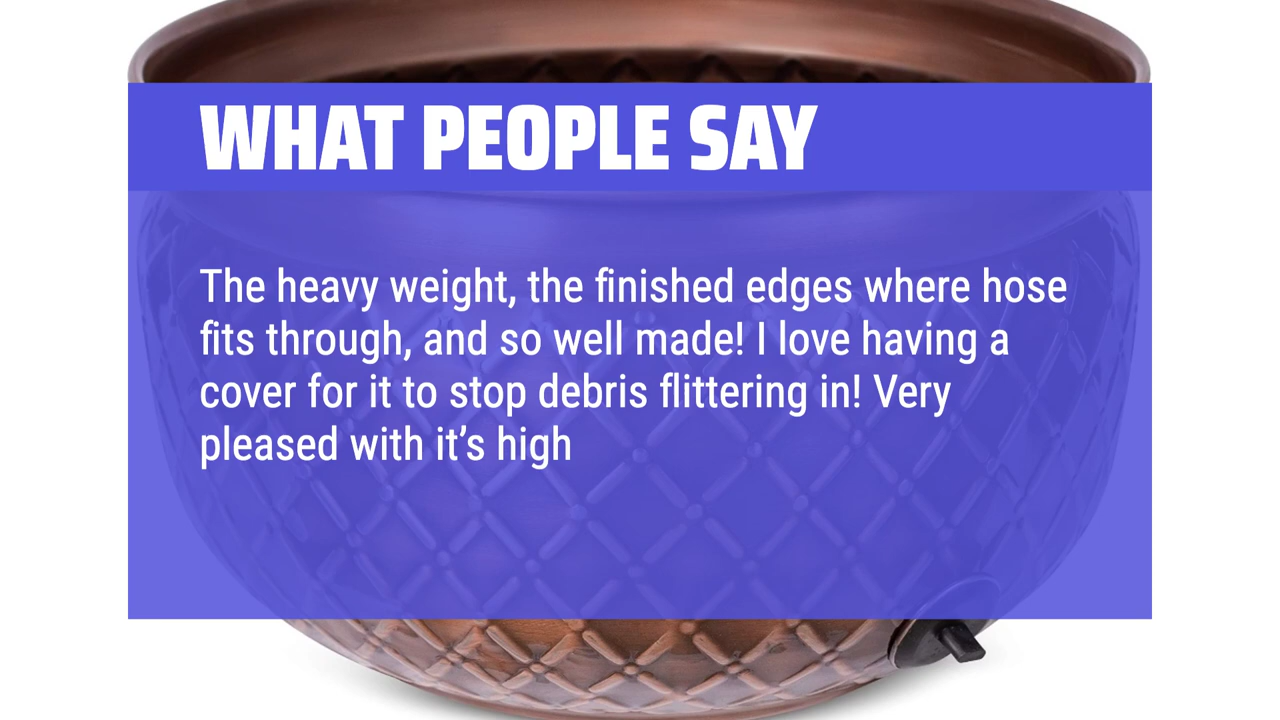 WHAT PEOPLE SAY
The heavy weight, the finished edges where hose
fits through, and so well made! I love having a
cover for it to stop debris flittering in! Very
pleased with it’s high